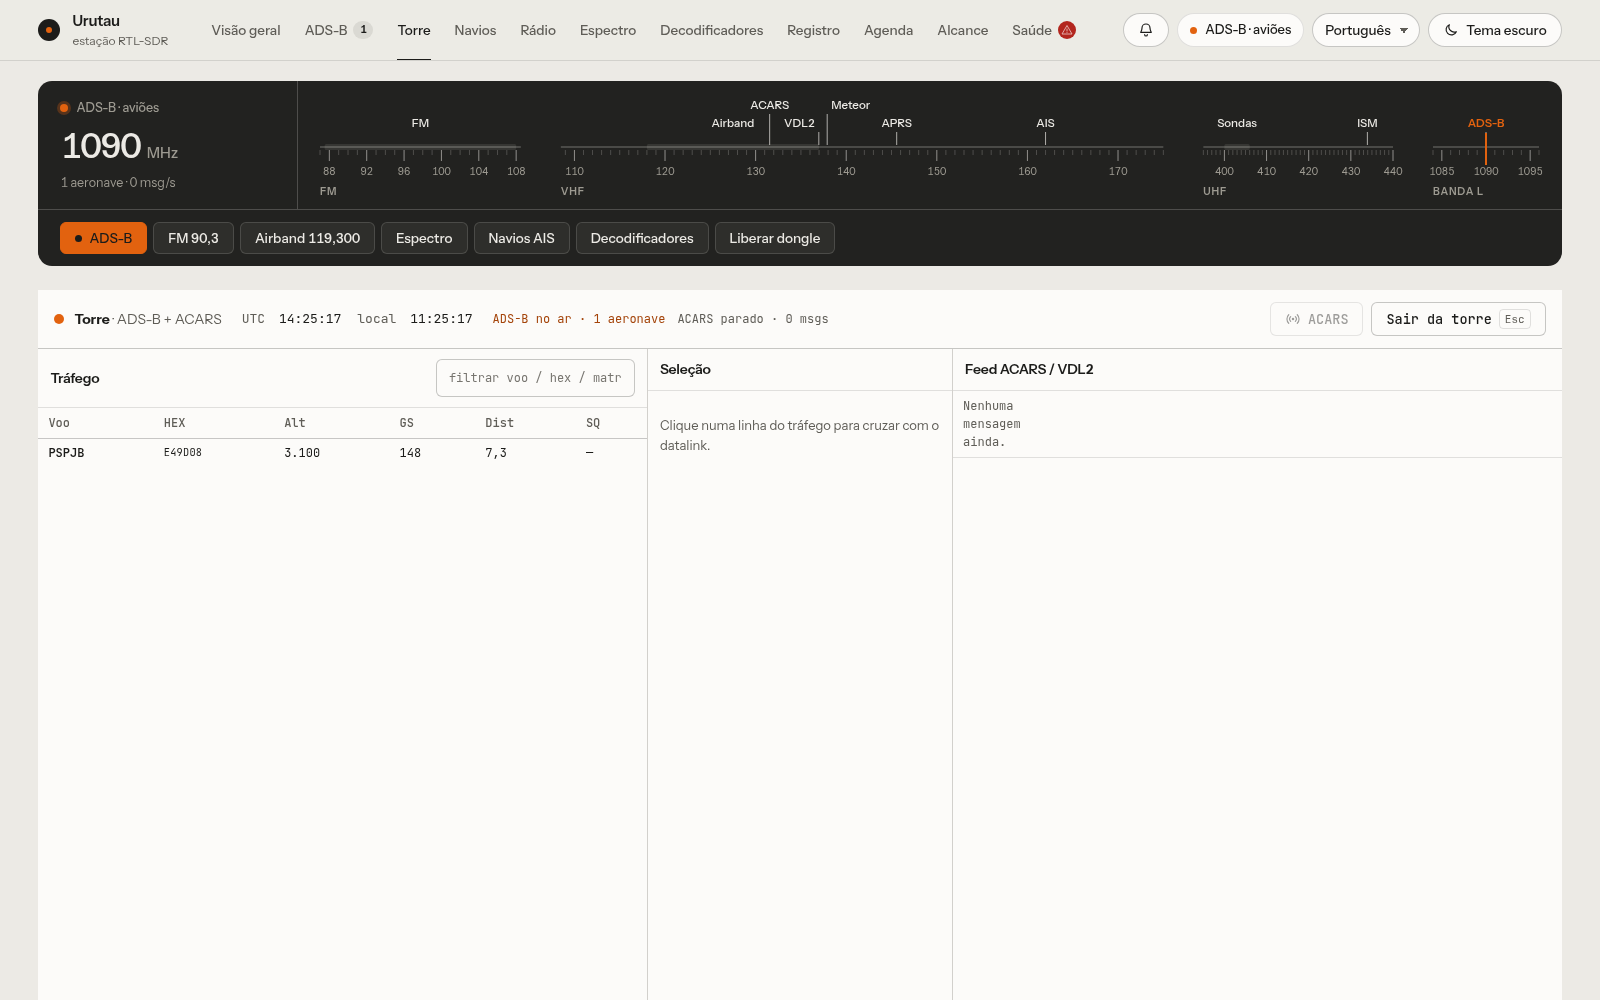 Urutau
estação RTL-SDR
Visão geral
ADS-B 1
Torre
Navios
Rádio
Espectro
Decodificadores
Registro
Agenda
Alcance
Saúde
ADS-B · aviões
Português
Tema escuro
ADS-B · aviões
1090 MHz
1 aeronave · 0 msg/s
ACARS Meteor
FM Airband VDL2 APRS AIS Sondas ISM ADS-B
88 92 96 100 104 108 110 120 130 140 150 160 170 400 410 420 430 440 1085 1090 1095
FM VHF UHF BANDA L
ADS-B
FM 90,3
Airband 119,300
Espectro
Navios AIS
Decodificadores
Liberar dongle
Torre · ADS-B + ACARS UTC 14:25:17 local 11:25:17 ADS-B no ar · 1 aeronave ACARS parado · 0 msgs
ACARS
Sair da torre Esc
Tráfego
filtrar voo / hex / matr
Voo HEX Alt GS Dist SQ
PSPJB E49D08 3.100 148 7,3 —
Seleção
Clique numa linha do tráfego para cruzar com o
datalink.
Feed ACARS / VDL2
Nenhuma
mensagem
ainda.